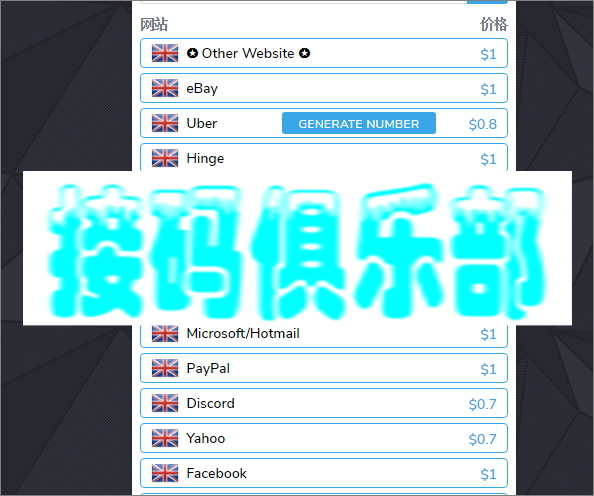 网站 价格
✪ Other Website ✪ $1
eBay $1
Uber GENERATE NUMBER $0.8
Hinge $1
接码俱乐部
Microsoft/Hotmail $1
PayPal $1
Discord $0.7
Yahoo $0.7
Facebook $1